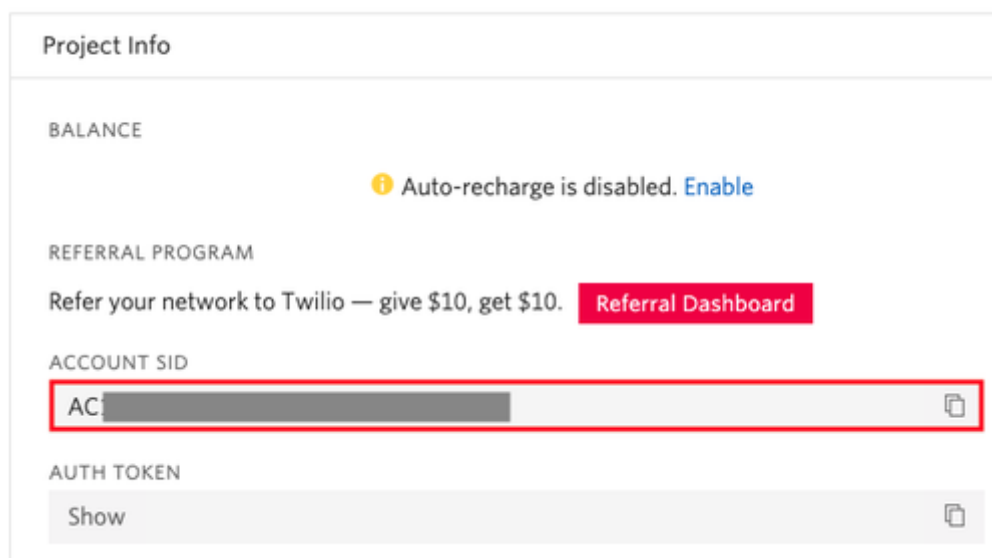 Project Info
BALANCE
Auto-recharge is disabled. Enable
REFERRAL PROGRAM
Refer your network to Twilio — give $10, get $10. Referral Dashboard
ACCOUNT SID
AC
AUTH TOKEN
Show